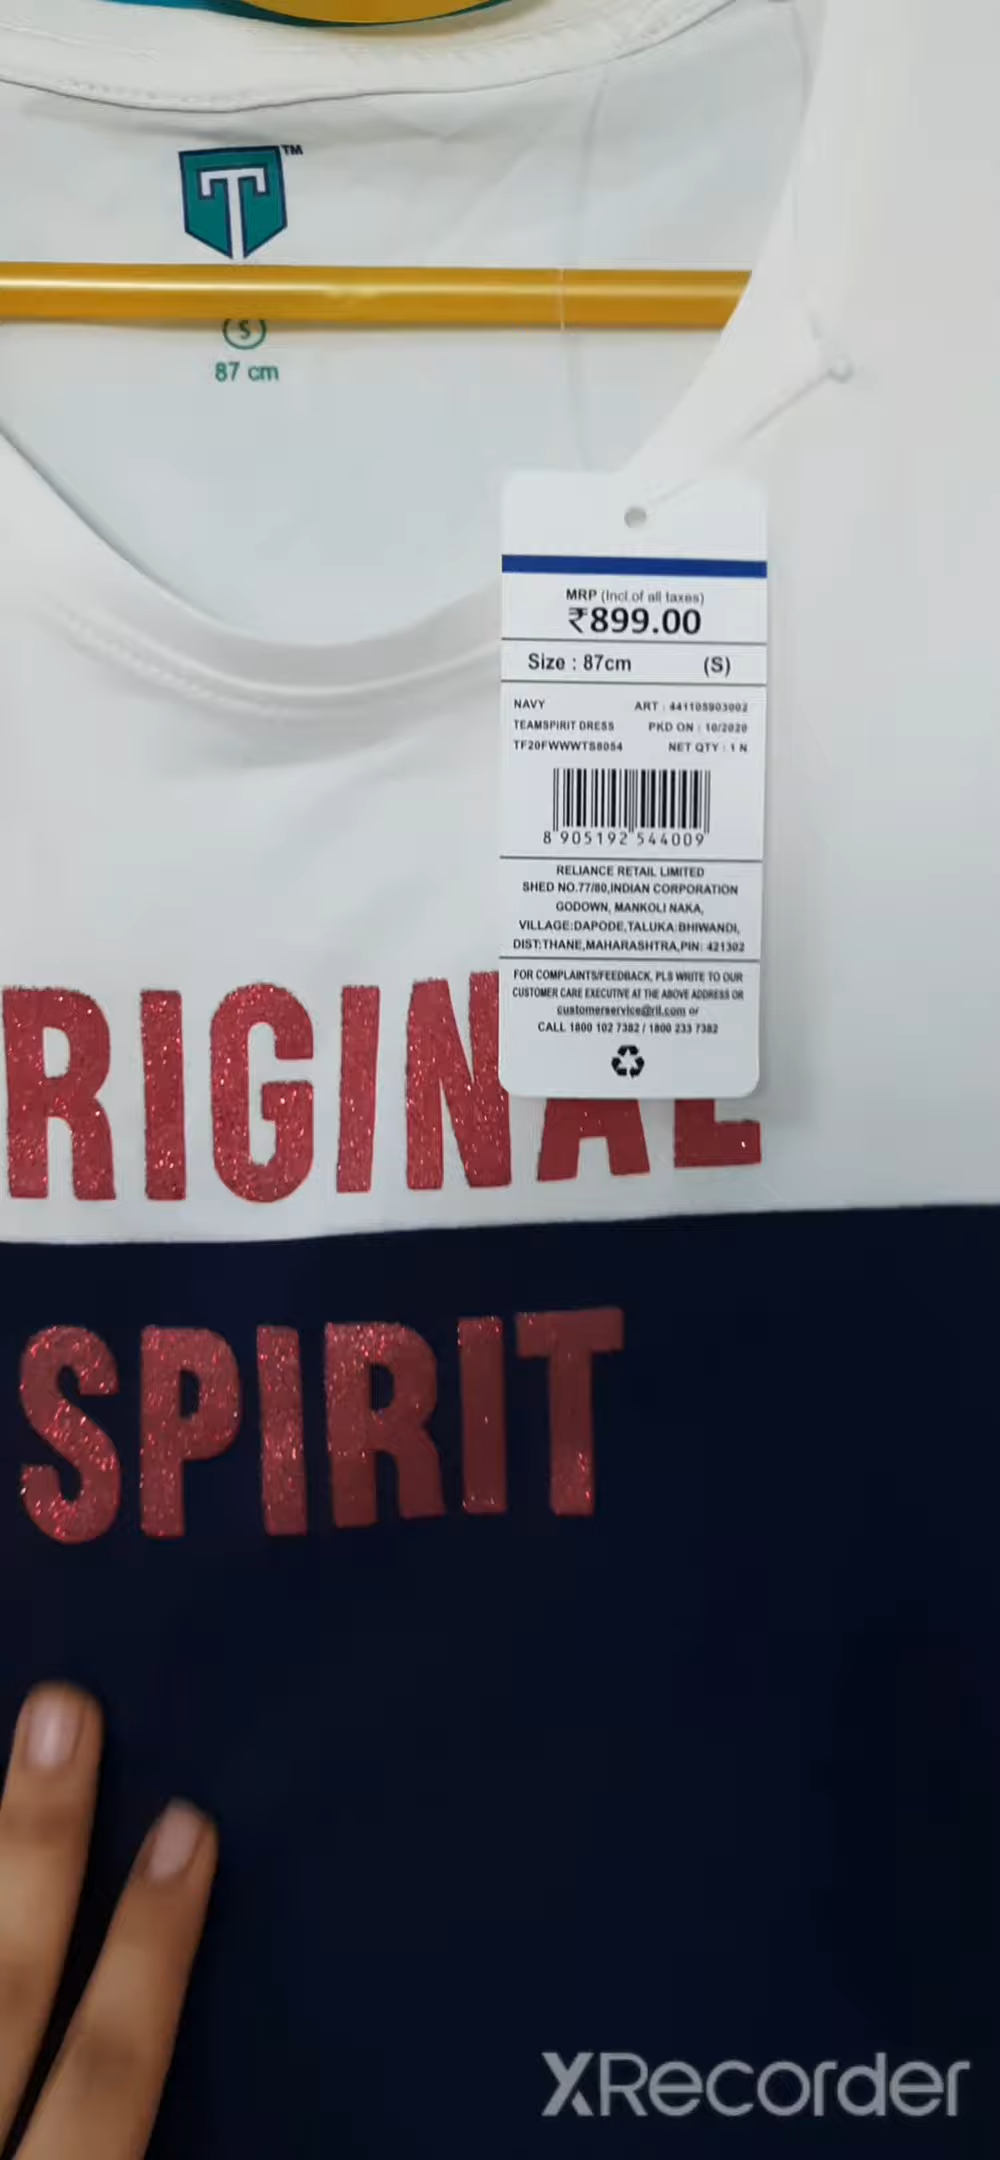 TM
T
S
87 cm
MRP (Incl.of all taxes)
₹899.00
Size : 87cm (S)
NAVY ART : 441105903002
TEAMSPIRIT DRESS PKD ON : 10/2020
TF20FWWWTS8054 NET QTY : 1 N
8 905192 544009
RELIANCE RETAIL LIMITED
SHED NO.77/80,INDIAN CORPORATION
GODOWN, MANKOLI NAKA,
VILLAGE:DAPODE,TALUKA:BHIWANDI,
DIST:THANE,MAHARASHTRA,PIN: 421302
FOR COMPLAINTS/FEEDBACK, PLS WRITE TO OUR
CUSTOMER CARE EXECUTIVE AT THE ABOVE ADDRESS OR
customerservice@ril.com or
CALL 1800 102 7382 / 1800 233 7382
RIGINAL
SPIRIT
XRecorder